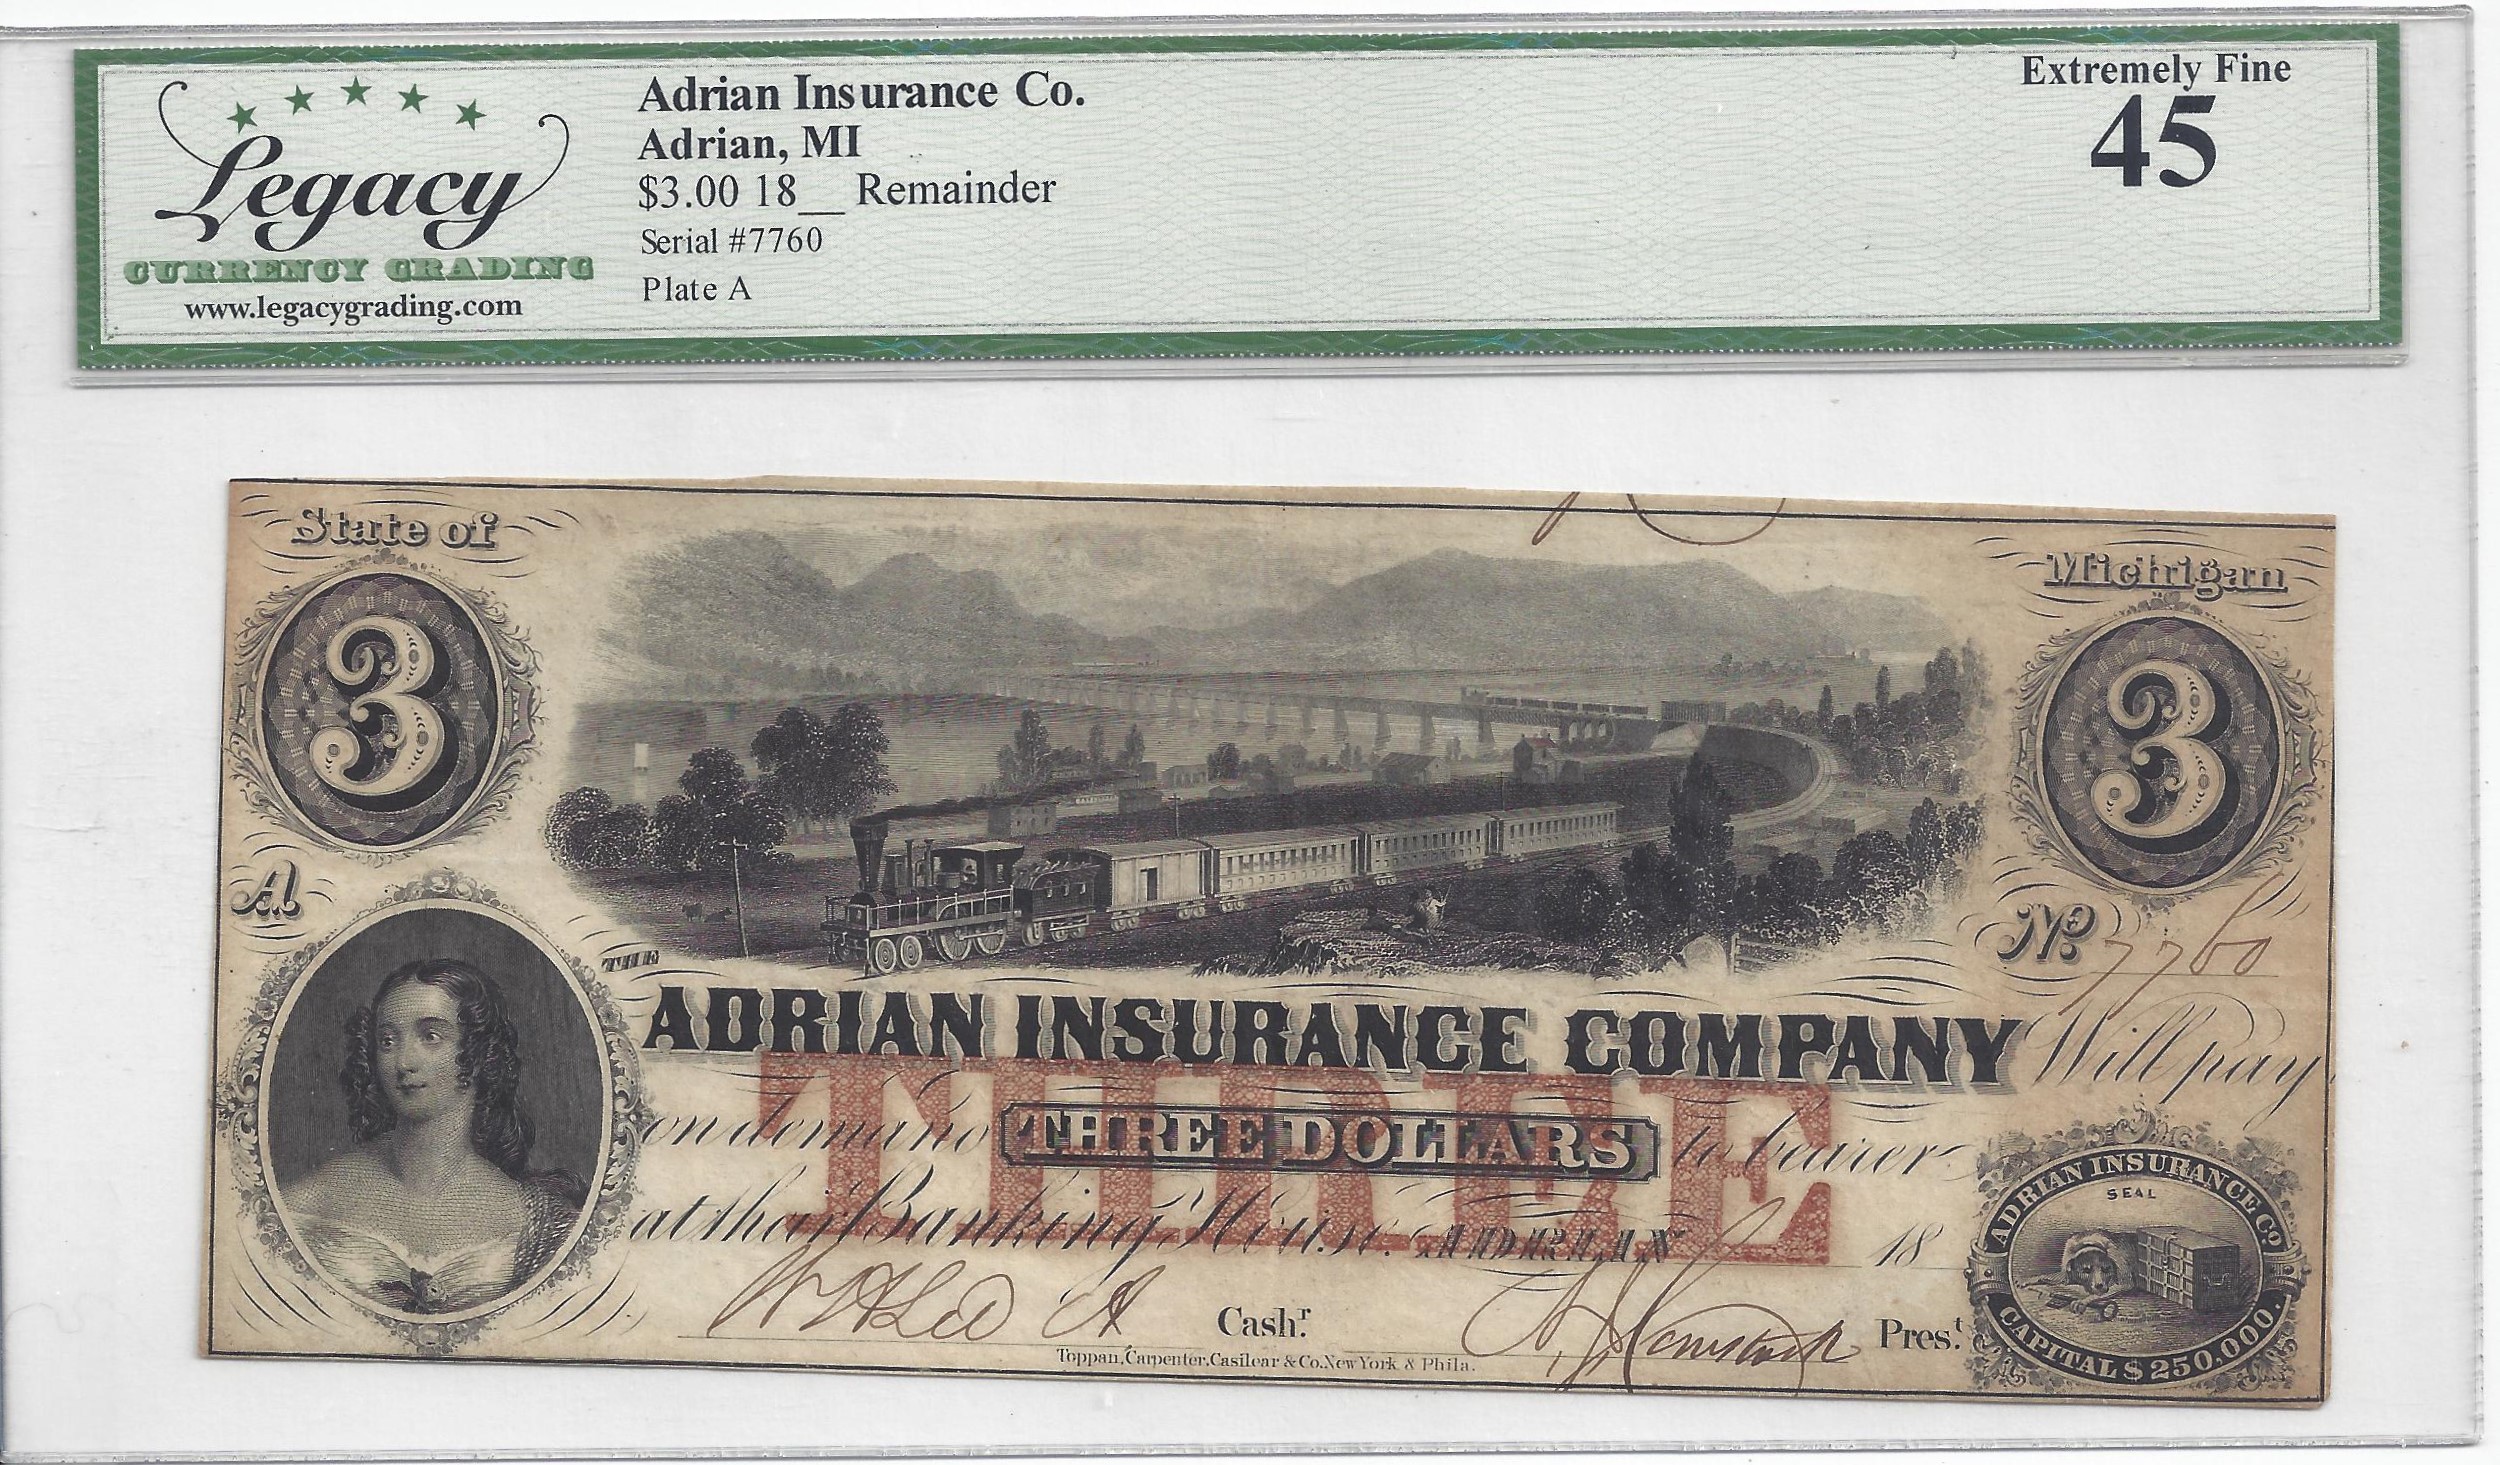 Legacy
CURRENCY GRADING
www.legacygrading.com
Adrian Insurance Co.
Adrian, MI
$3.00 18__ Remainder
Serial #7760
Plate A
Extremely Fine
45
State of
Michigan
3
3
A
No. 7760
THE
ADRIAN INSURANCE COMPANY Will pay
THREE
on demand THREE DOLLARS to bearer
at their Banking House. ADRIAN 18
Cash.r
Pres.t
Toppan, Carpenter, Casilear & Co. New York & Phila.
ADRIAN INSURANCE CO.
SEAL
CAPITAL $250,000.